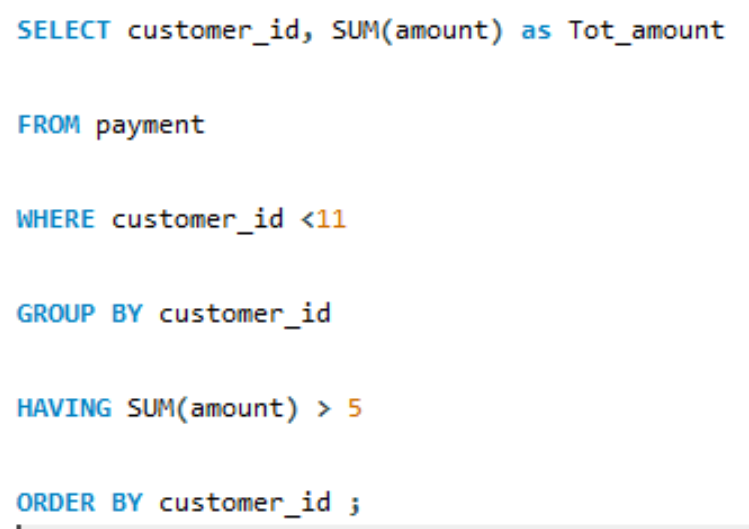 SELECT customer_id, SUM(amount) as Tot_amount
FROM payment
WHERE customer_id <11
GROUP BY customer_id
HAVING SUM(amount) > 5
ORDER BY customer_id ;